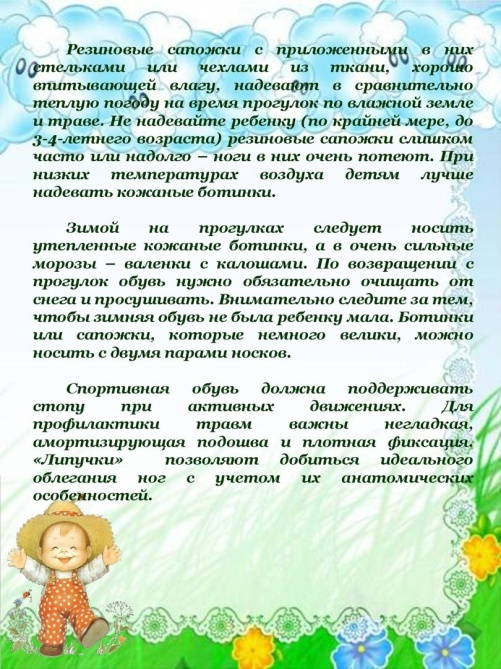 Резиновые сапожки с приложенными в них
стельками или чехлами из ткани, хорошо
впитывающей влагу, надевают в сравнительно
теплую погоду на время прогулок по влажной земле
и траве. Не надевайте ребенку (по крайней мере, до
3-4-летнего возраста) резиновые сапожки слишком
часто или надолго – ноги в них очень потеют. При
низких температурах воздуха детям лучше
надевать кожаные ботинки.
Зимой на прогулках следует носить
утепленные кожаные ботинки, а в очень сильные
морозы – валенки с калошами. По возвращении с
прогулок обувь нужно обязательно очищать от
снега и просушивать. Внимательно следите за тем,
чтобы зимняя обувь не была ребенку мала. Ботинки
или сапожки, которые немного велики, можно
носить с двумя парами носков.
Спортивная обувь должна поддерживать
стопу при активных движениях. Для
профилактики травм важны негладкая,
амортизирующая подошва и плотная фиксация.
«Липучки» позволяют добиться идеального
облегания ног с учетом их анатомических
особенностей.